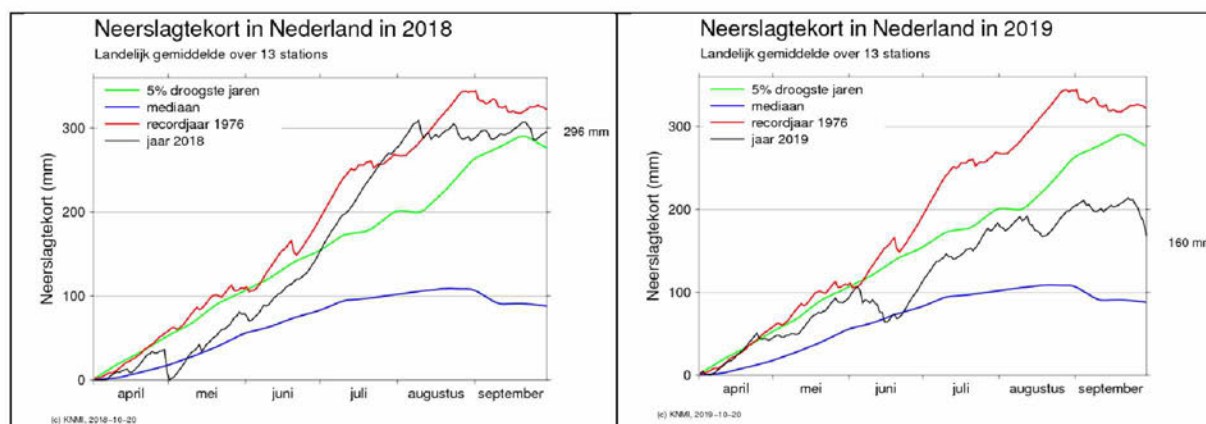 Neerslagtekort in Nederland in 2018
Landelijk gemiddelde over 13 stations
5% droogste jaren
mediaan
recordjaar 1976
jaar 2018
300
200
100
0
Neerslagtekort (mm)
296 mm
april mei juni juli augustus september
(c) KNMI, 2018-10-20
Neerslagtekort in Nederland in 2019
Landelijk gemiddelde over 13 stations
5% droogste jaren
mediaan
recordjaar 1976
jaar 2019
300
200
100
0
Neerslagtekort (mm)
160 mm
april mei juni juli augustus september
(c) KNMI, 2019-10-20